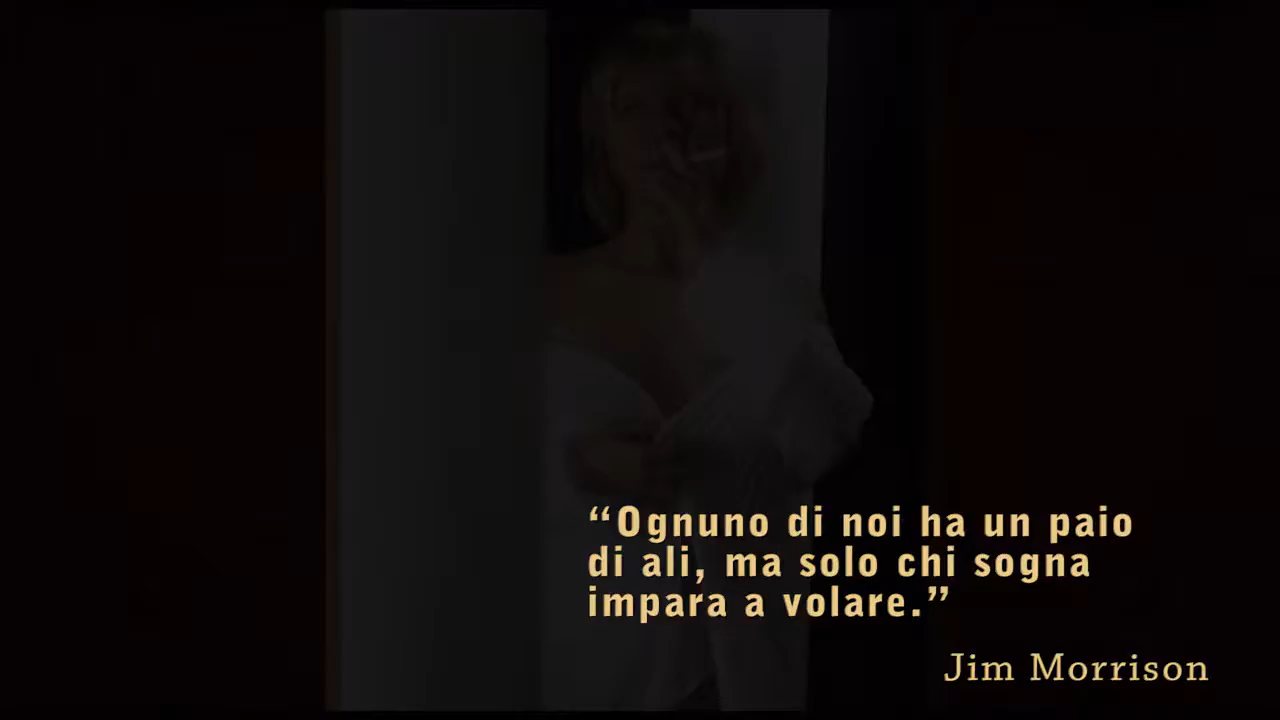 “Ognuno di noi ha un paio
di ali, ma solo chi sogna
impara a volare.”
Jim Morrison